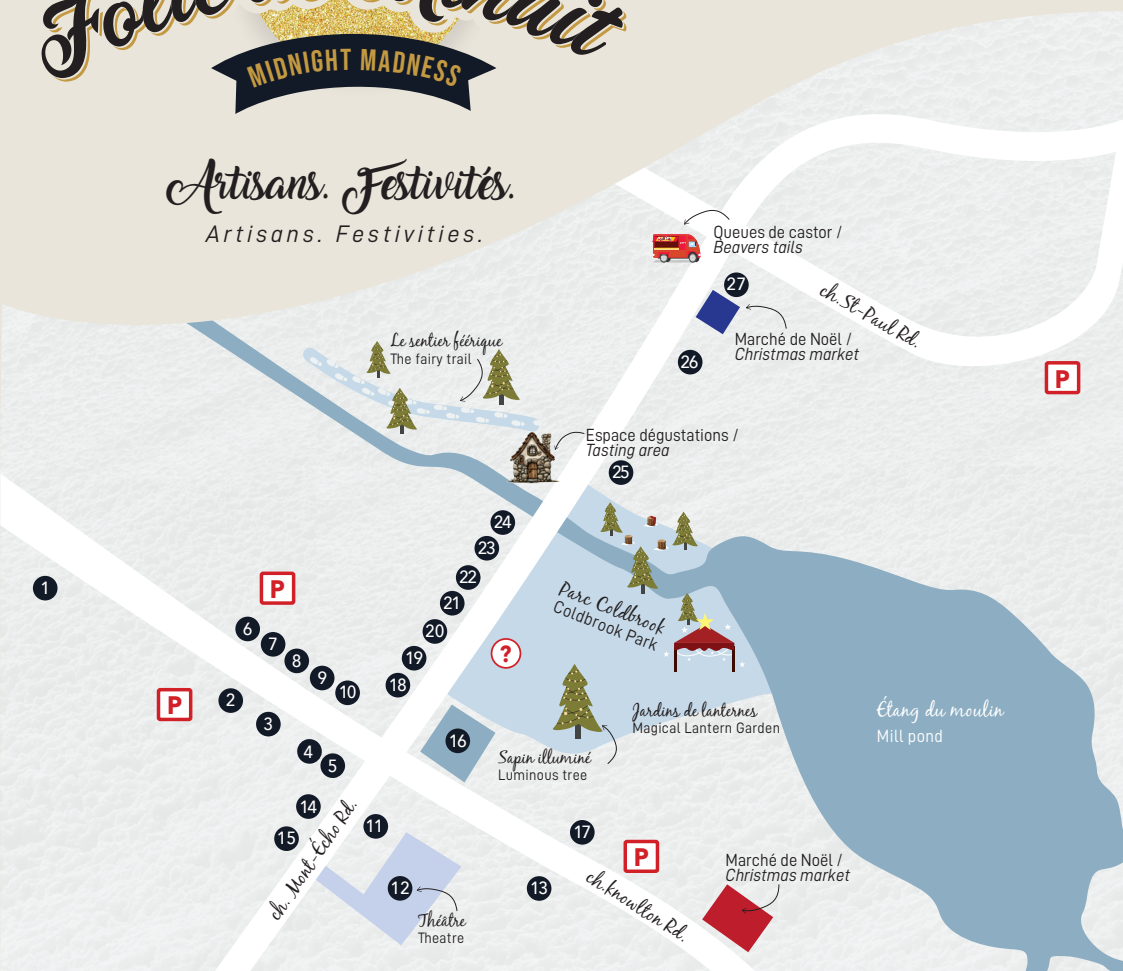 Folie de Minuit
MIDNIGHT MADNESS
Artisans. Festivités.
Artisans. Festivities.
Queues de castor /
Beavers tails
27
ch. St-Paul Rd.
Marché de Noël /
Christmas market
26
P
Le sentier féérique
The fairy trail
Espace dégustations /
Tasting area
25
24
23
22
21
20
19
18
1
P
6
7
8
9
10
P
2
3
4
5
Parc Coldbrook
Coldbrook Park
?
Jardins de lanternes
Magical Lantern Garden
Étang du moulin
Mill pond
16
Sapin illuminé
Luminous tree
14
15
11
ch. Mont-Écho Rd.
12
Théâtre
Theatre
13
17
P
ch. Knowlton Rd.
Marché de Noël /
Christmas market